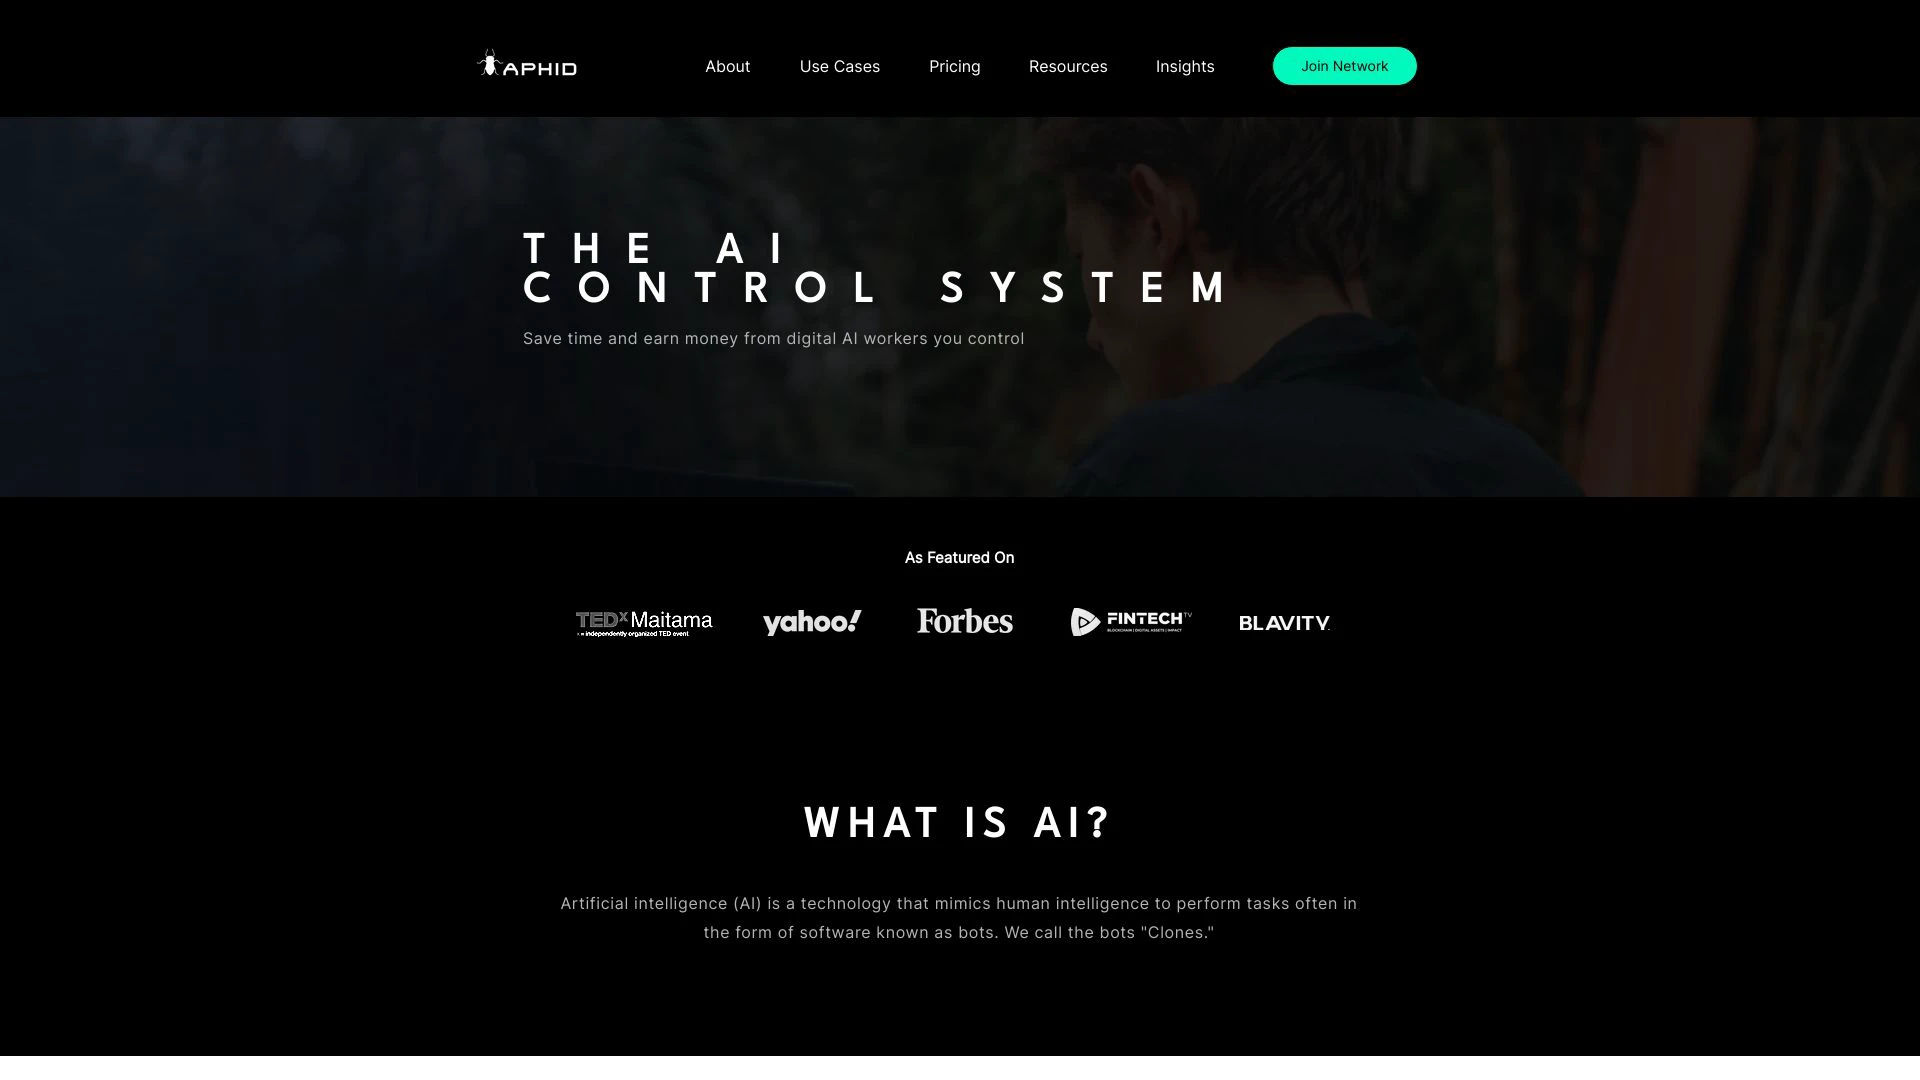 APHID
About
Use Cases
Pricing
Resources
Insights
Join Network
THE AI
CONTROL SYSTEM
Save time and earn money from digital AI workers you control
As Featured On
TEDx Maitama
x = independently organized TED event
yahoo!
Forbes
FINTECH TV
BLOCKCHAIN | DIGITAL ASSETS | IMPACT
BLAVITY.
WHAT IS AI?
Artificial intelligence (AI) is a technology that mimics human intelligence to perform tasks often in
the form of software known as bots. We call the bots "Clones."